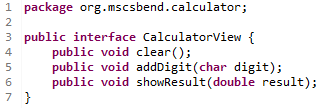 1 package org.mscsbend.calculator;
2
3 public interface CalculatorView {
4     public void clear();
5     public void addDigit(char digit);
6     public void showResult(double result);
7 }